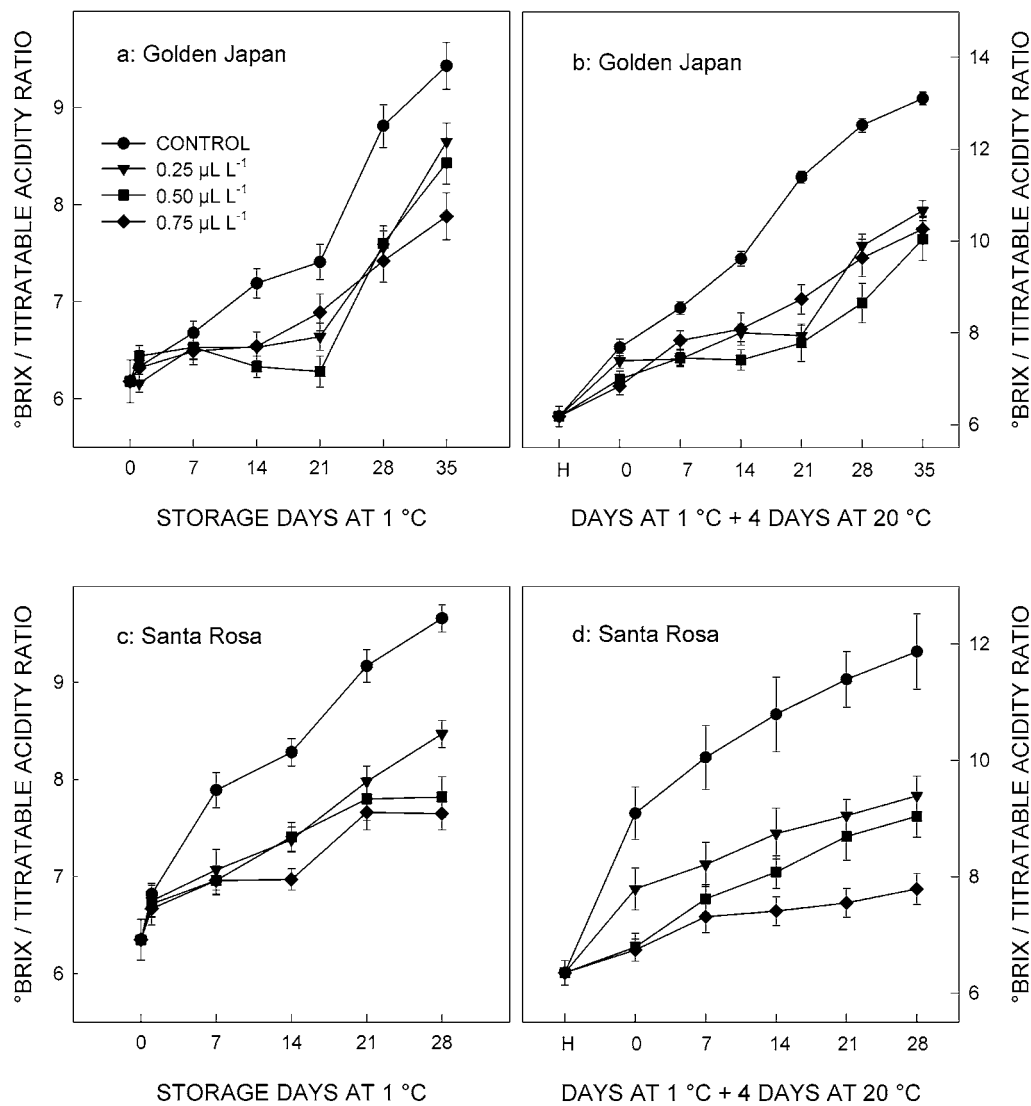 a: Golden Japan
CONTROL
0.25 µL L⁻¹
0.50 µL L⁻¹
0.75 µL L⁻¹
°BRIX / TITRATABLE ACIDITY RATIO
9
8
7
6
0 7 14 21 28 35
STORAGE DAYS AT 1 °C
b: Golden Japan
14
12
10
8
6
°BRIX / TITRATABLE ACIDITY RATIO
H 0 7 14 21 28 35
DAYS AT 1 °C + 4 DAYS AT 20 °C
c: Santa Rosa
°BRIX / TITRATABLE ACIDITY RATIO
9
8
7
6
0 7 14 21 28
STORAGE DAYS AT 1 °C
d: Santa Rosa
12
10
8
6
°BRIX / TITRATABLE ACIDITY RATIO
H 0 7 14 21 28
DAYS AT 1 °C + 4 DAYS AT 20 °C